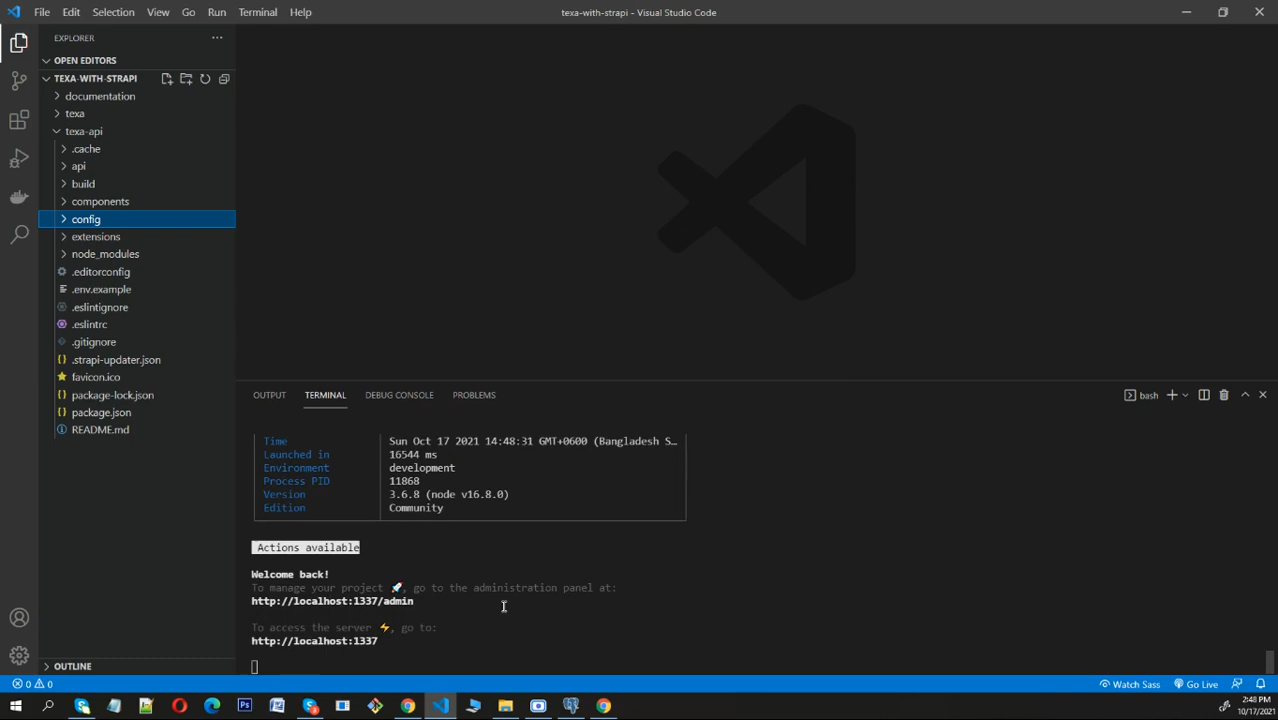 File Edit Selection View Go Run Terminal Help
texa-with-strapi - Visual Studio Code
EXPLORER
OPEN EDITORS
TEXA-WITH-STRAPI
documentation
texa
texa-api
.cache
api
build
components
config
extensions
node_modules
.editorconfig
.env.example
.eslintignore
.eslintrc
.gitignore
.strapi-updater.json
favicon.ico
package-lock.json
package.json
README.md
OUTLINE
OUTPUT TERMINAL DEBUG CONSOLE PROBLEMS
bash
Time Sun Oct 17 2021 14:48:31 GMT+0600 (Bangladesh S…
Launched in 16544 ms
Environment development
Process PID 11868
Version 3.6.8 (node v16.8.0)
Edition Community
Actions available
Welcome back!
To manage your project 🚀, go to the administration panel at:
http://localhost:1337/admin
To access the server ⚡, go to:
http://localhost:1337
0 0
Watch Sass Go Live
2:48 PM
10/17/2021